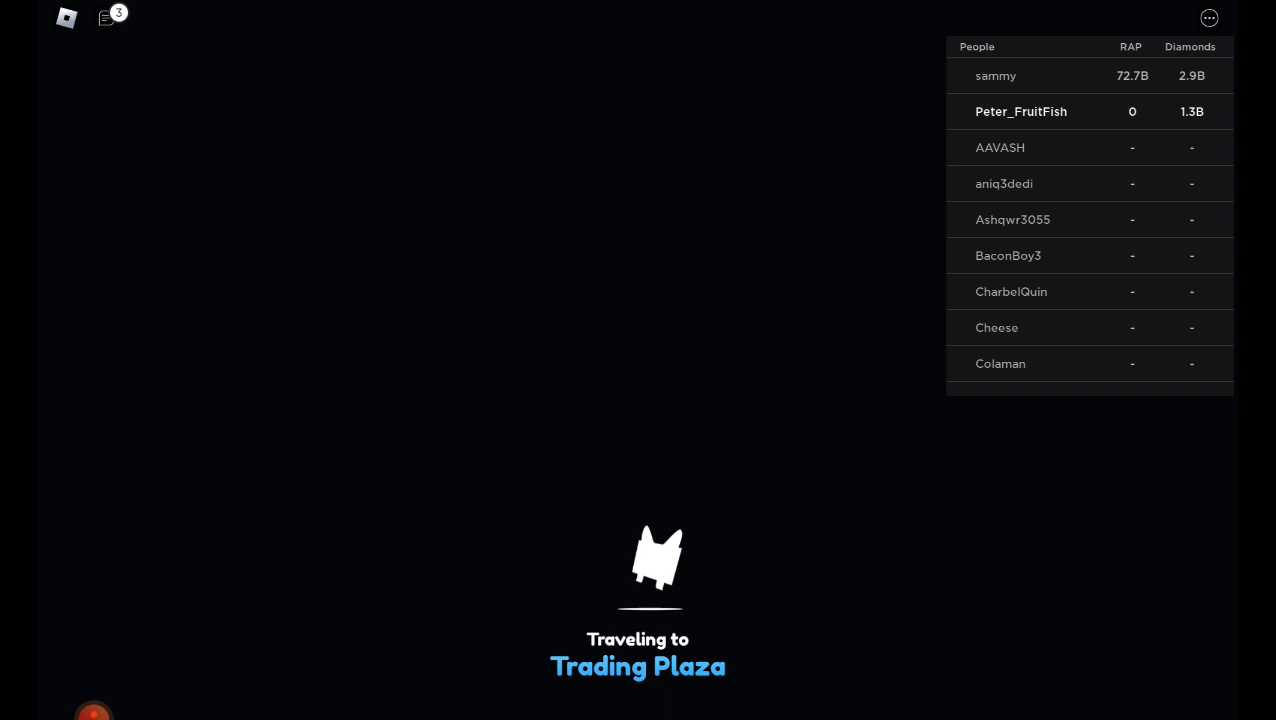 3
People RAP Diamonds
sammy 72.7B 2.9B
Peter_FruitFish 0 1.3B
AAVASH - -
aniq3dedi - -
Ashqwr3055 - -
BaconBoy3 - -
CharbelQuin - -
Cheese - -
Colaman - -
Traveling to
Trading Plaza